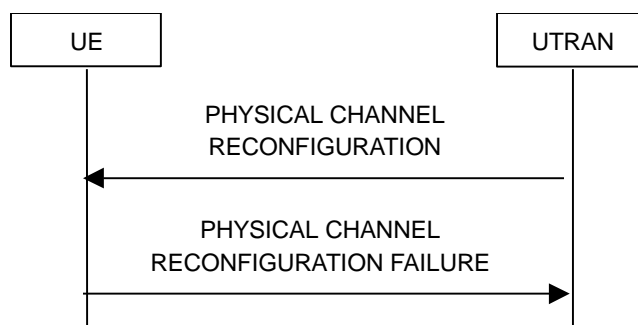 UE
UTRAN
PHYSICAL CHANNEL
RECONFIGURATION
PHYSICAL CHANNEL
RECONFIGURATION FAILURE